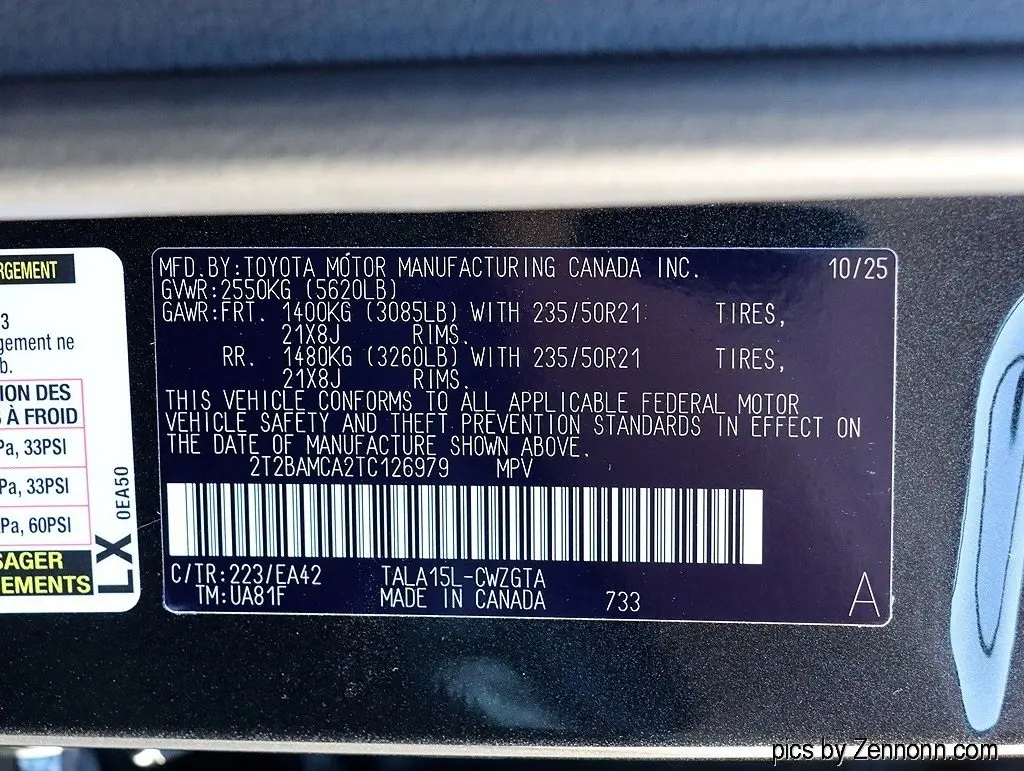 RGEMENT
3
gement ne
b.
ION DES
À FROID
Pa, 33PSI
Pa, 33PSI
Pa, 60PSI
SAGER
EMENTS
LX
0EA50
MFD.BY:TOYOTA MOTOR MANUFACTURING CANADA INC. 10/25
GVWR:2550KG (5620LB)
GAWR:FRT. 1400KG (3085LB) WITH 235/50R21 TIRES,
21X8J RIMS.
RR. 1480KG (3260LB) WITH 235/50R21 TIRES,
21X8J RIMS.
THIS VEHICLE CONFORMS TO ALL APPLICABLE FEDERAL MOTOR
VEHICLE SAFETY AND THEFT PREVENTION STANDARDS IN EFFECT ON
THE DATE OF MANUFACTURE SHOWN ABOVE.
2T2BAMCA2TC126979 MPV
C/TR:223/EA42 TALA15L-CWZGTA
TM:UA81F MADE IN CANADA 733 A
pics by Zennonn.com